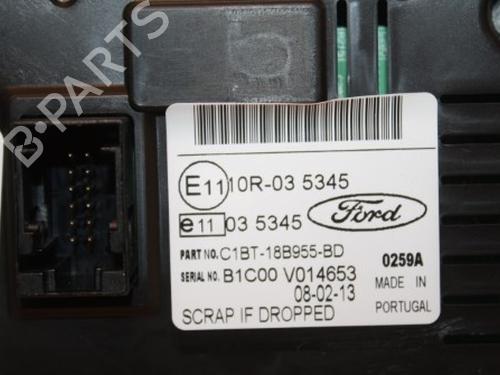 B-PARTS
E11 10R-03 5345
e11 03 5345 Ford
PART NO. C1BT-18B955-BD 0259A
SERIAL NO. B1C00 V014653
08-02-13 MADE IN
SCRAP IF DROPPED PORTUGAL